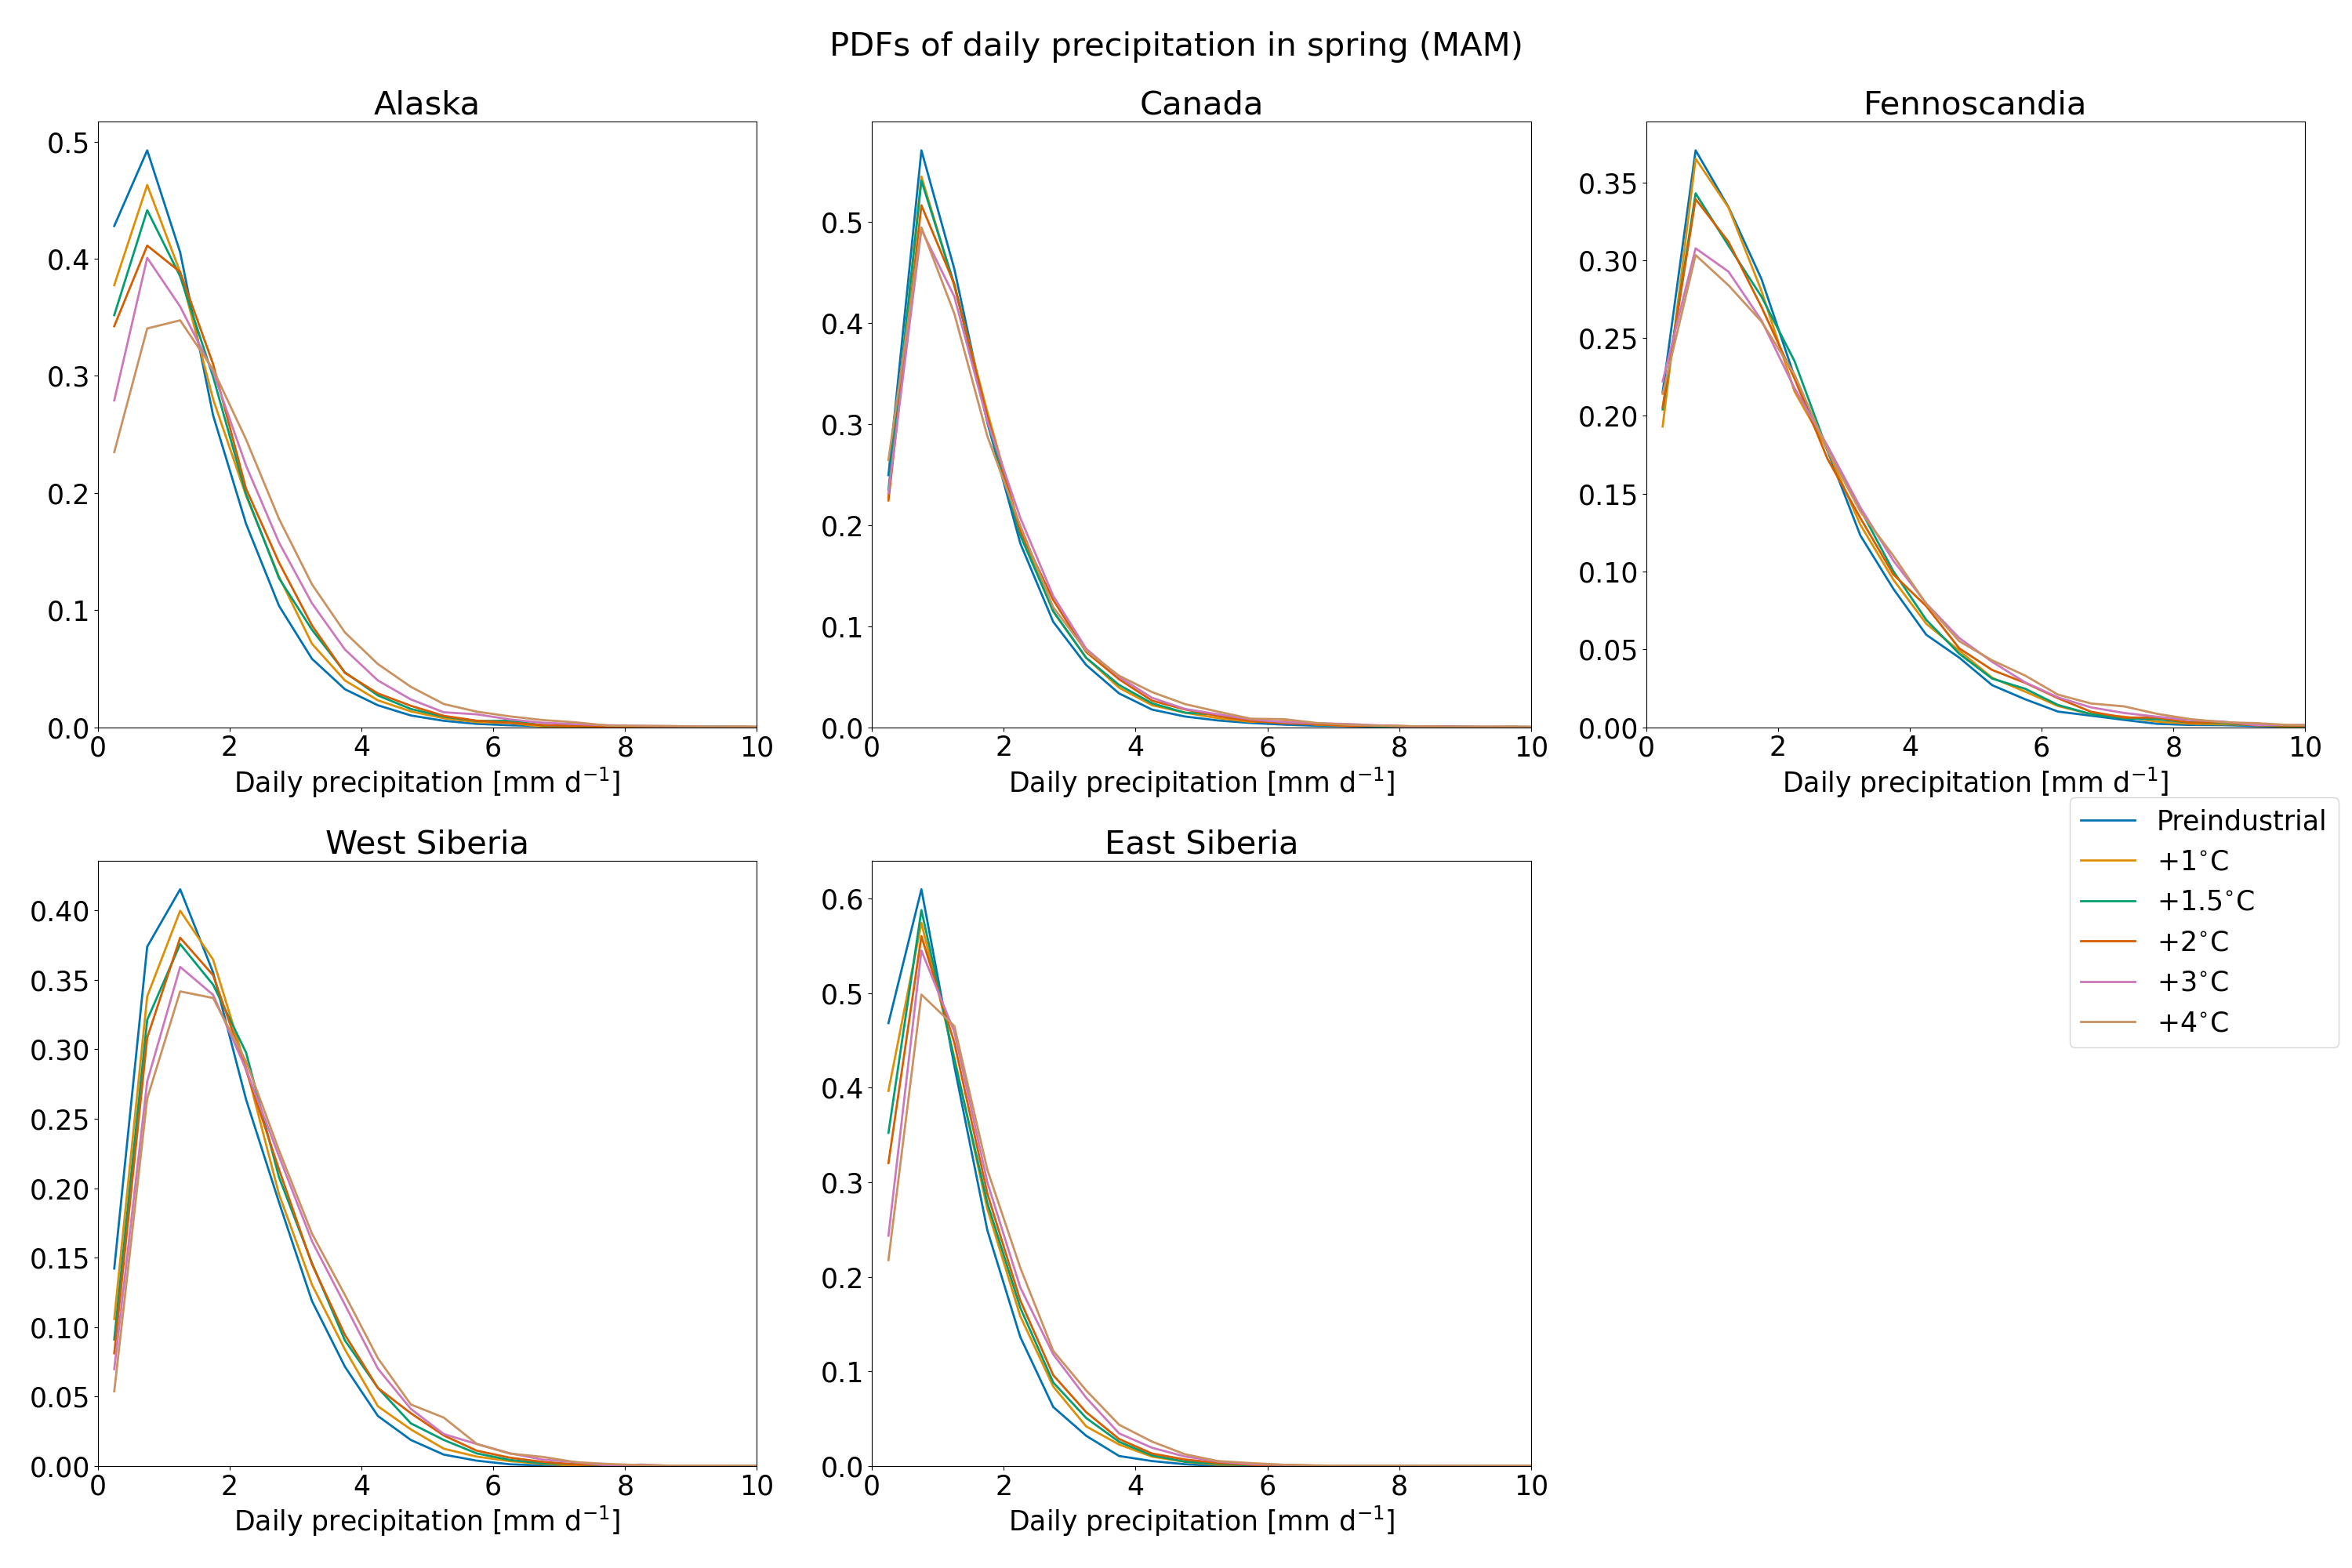 PDFs of daily precipitation in spring (MAM)
Alaska
0.5
0.4
0.3
0.2
0.1
0.0
0 2 4 6 8 10
Daily precipitation [mm d⁻¹]
Canada
0.5
0.4
0.3
0.2
0.1
0.0
0 2 4 6 8 10
Daily precipitation [mm d⁻¹]
Fennoscandia
0.35
0.30
0.25
0.20
0.15
0.10
0.05
0.00
0 2 4 6 8 10
Daily precipitation [mm d⁻¹]
Preindustrial
+1°C
+1.5°C
+2°C
+3°C
+4°C
West Siberia
0.40
0.35
0.30
0.25
0.20
0.15
0.10
0.05
0.00
0 2 4 6 8 10
Daily precipitation [mm d⁻¹]
East Siberia
0.6
0.5
0.4
0.3
0.2
0.1
0.0
0 2 4 6 8 10
Daily precipitation [mm d⁻¹]